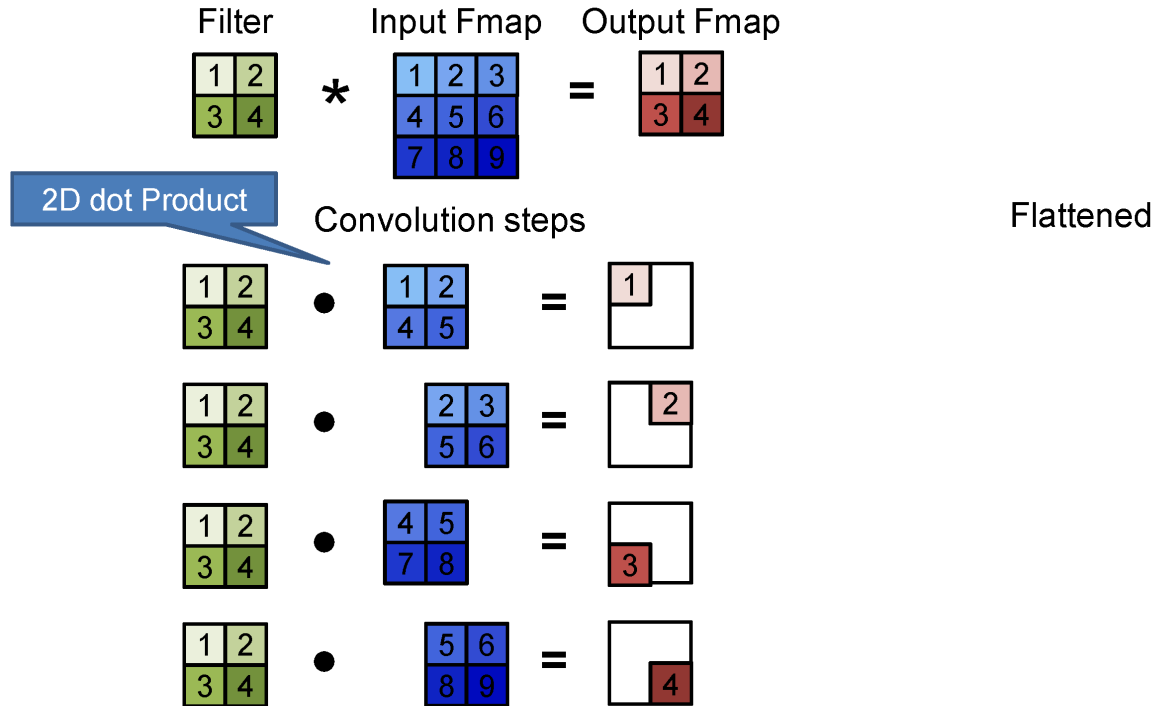 Filter Input Fmap Output Fmap
1 2 * 1 2 3 = 1 2
3 4 4 5 6 3 4
7 8 9
2D dot Product
Convolution steps Flattened
1 2 • 1 2 = 1
3 4 4 5
1 2 • 2 3 = 2
3 4 5 6
1 2 • 4 5 =
3 4 7 8 3
1 2 • 5 6 =
3 4 8 9 4